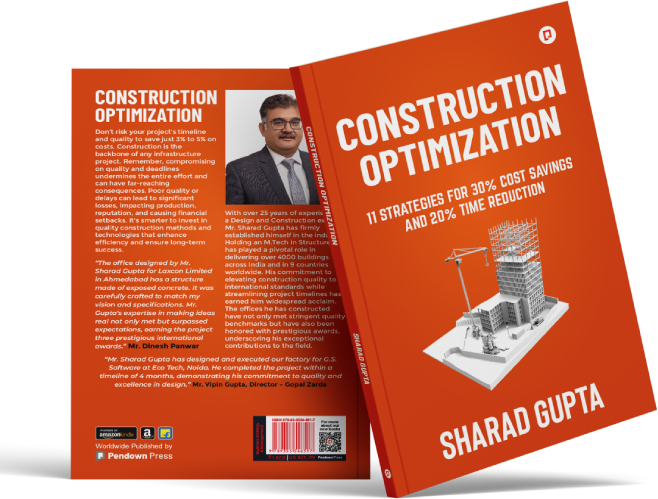 CONSTRUCTION
OPTIMIZATION
Don't risk your project's timeline
and quality to save just 3% to 5% on
costs. Construction is the
backbone of any infrastructure
project. Remember, compromising
on quality and deadlines
undermines the entire effort and
can have far-reaching
consequences. Poor quality or
delays can lead to significant
losses, impacting production,
reputation, and causing financial
setbacks. It's smarter to invest in
quality construction methods and
technologies that enhance
efficiency and ensure long-term
success.
"The office designed by Mr.
Sharad Gupta for Laxcon Limited
in Ahmedabad has a structure
made of exposed concrete. It was
carefully crafted to match my
vision and specifications. Mr.
Gupta's expertise in making ideas
real not only met but surpassed
expectations, earning the project
three prestigious international
awards." Mr. Dinesh Panwar
With over 25 years of
a Design and Construction
Mr. Sharad Gupta has firmly
established himself in the
Holding an M.Tech in
has played a pivotal role in
delivering over 4000 buildings
across India and in 9 countries
worldwide. His commitment to
elevating construction quality to
international standards while
streamlining project timelines has
earned him widespread acclaim.
The offices he has constructed
have not only met stringent quality
benchmarks but have also been
honored with prestigious awards,
underscoring his exceptional
contributions to the field.
"Mr. Sharad Gupta has designed and executed our factory for G.S.
Software at Eco Tech, Noida. He completed the project within a
timeline of 4 months, demonstrating his commitment to quality and
excellence in design." Mr. Vipin Gupta, Director – Gopal Zarda
amazonkindle
a
Worldwide Published by
Pendown Press
For more
about our
new books
Pendown Press
CONSTRUCTION OPTIMIZATION
SHARAD GUPTA
CONSTRUCTION
OPTIMIZATION
11 STRATEGIES FOR 30% COST SAVINGS
AND 20% TIME REDUCTION
SHARAD GUPTA